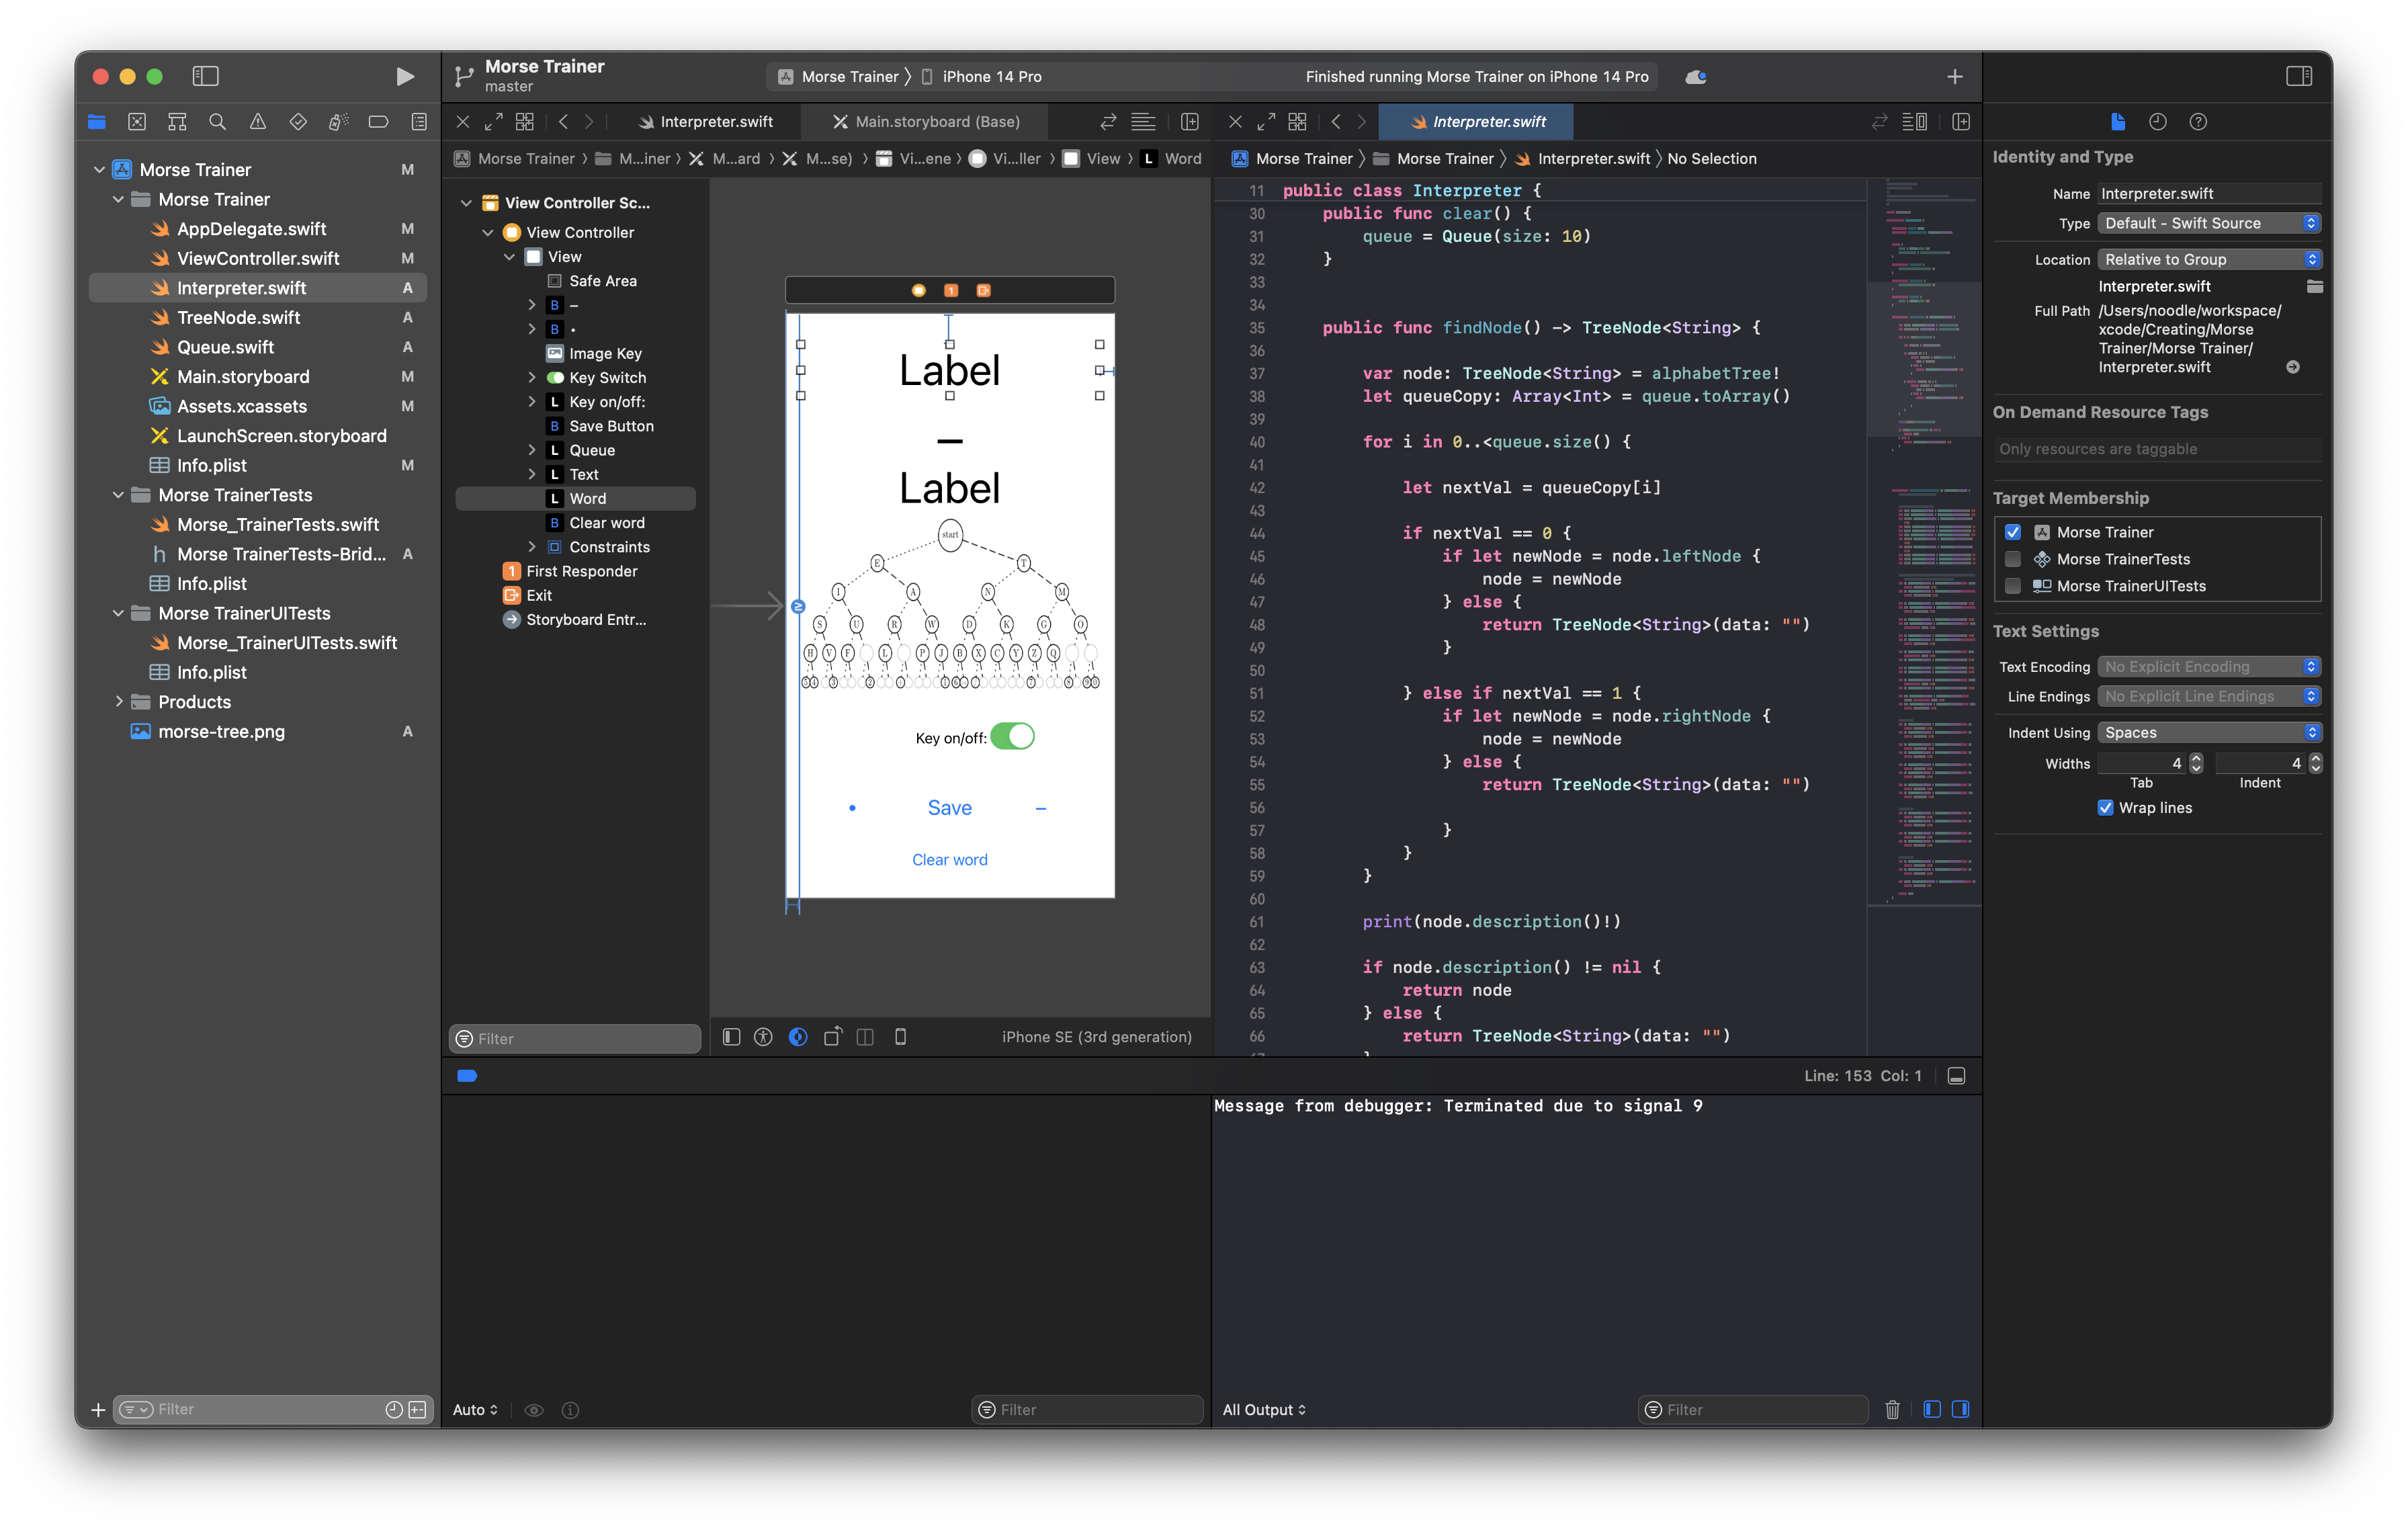 Morse Trainer
master
Morse Trainer
iPhone 14 Pro
Finished running Morse Trainer on iPhone 14 Pro
Morse Trainer M
Morse Trainer
AppDelegate.swift M
ViewController.swift M
Interpreter.swift A
TreeNode.swift A
Queue.swift A
Main.storyboard M
Assets.xcassets M
LaunchScreen.storyboard
Info.plist M
Morse TrainerTests
Morse_TrainerTests.swift
h Morse TrainerTests-Brid... A
Info.plist
Morse TrainerUITests
Morse_TrainerUITests.swift
Info.plist
Products
morse-tree.png A
Filter
Interpreter.swift
Main.storyboard (Base)
Morse Trainer
M...iner
M...ard
M...se)
Vi...ene
Vi...ller
View
L Word
View Controller Sc...
View Controller
View
Safe Area
B –
B •
Image Key
Key Switch
L Key on/off:
B Save Button
L Queue
L Text
L Word
B Clear word
Constraints
1 First Responder
Exit
Storyboard Entr...
Filter
1
Label
–
Label
start
E T
I A N M
S U R W D K G O
H V F L P J B X C Y Z Q
Key on/off:
• Save –
Clear word
iPhone SE (3rd generation)
Interpreter.swift
Morse Trainer
Morse Trainer
Interpreter.swift
No Selection
11 public class Interpreter {
30 public func clear() {
31 queue = Queue(size: 10)
32 }
33
34
35 public func findNode() -> TreeNode<String> {
36
37 var node: TreeNode<String> = alphabetTree!
38 let queueCopy: Array<Int> = queue.toArray()
39
40 for i in 0..<queue.size() {
41
42 let nextVal = queueCopy[i]
43
44 if nextVal == 0 {
45 if let newNode = node.leftNode {
46 node = newNode
47 } else {
48 return TreeNode<String>(data: "")
49 }
50
51 } else if nextVal == 1 {
52 if let newNode = node.rightNode {
53 node = newNode
54 } else {
55 return TreeNode<String>(data: "")
56
57 }
58 }
59 }
60
61 print(node.description()!)
62
63 if node.description() != nil {
64 return node
65 } else {
66 return TreeNode<String>(data: "")
Line: 153 Col: 1
Message from debugger: Terminated due to signal 9
Auto
Filter
All Output
Filter
Identity and Type
Name Interpreter.swift
Type Default - Swift Source
Location Relative to Group
Interpreter.swift
Full Path /Users/noodle/workspace/
xcode/Creating/Morse
Trainer/Morse Trainer/
Interpreter.swift
On Demand Resource Tags
Only resources are taggable
Target Membership
Morse Trainer
Morse TrainerTests
Morse TrainerUITests
Text Settings
Text Encoding No Explicit Encoding
Line Endings No Explicit Line Endings
Indent Using Spaces
Widths 4 4
Tab Indent
Wrap lines